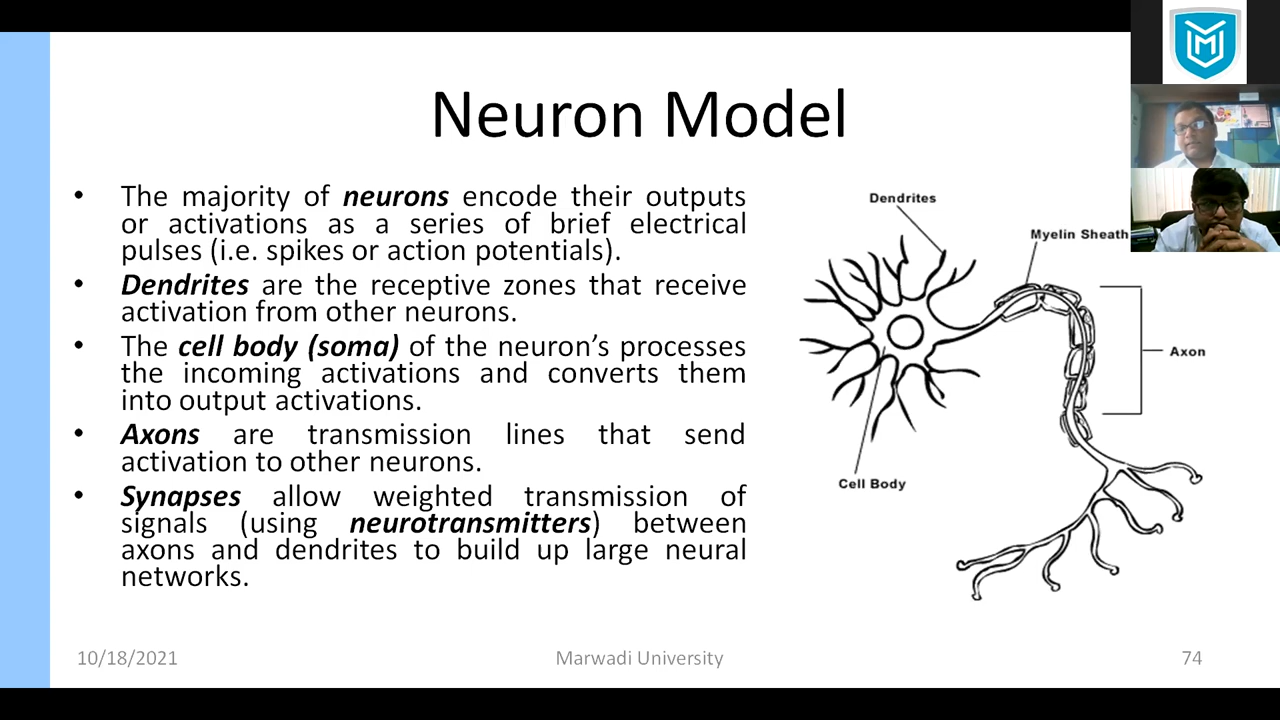 Neuron Model
• The majority of neurons encode their outputs
or activations as a series of brief electrical
pulses (i.e. spikes or action potentials).
• Dendrites are the receptive zones that receive
activation from other neurons.
• The cell body (soma) of the neuron’s processes
the incoming activations and converts them
into output activations.
• Axons are transmission lines that send
activation to other neurons.
• Synapses allow weighted transmission of
signals (using neurotransmitters) between
axons and dendrites to build up large neural
networks.
Dendrites
Myelin Sheath
Axon
Cell Body
10/18/2021
Marwadi University
74